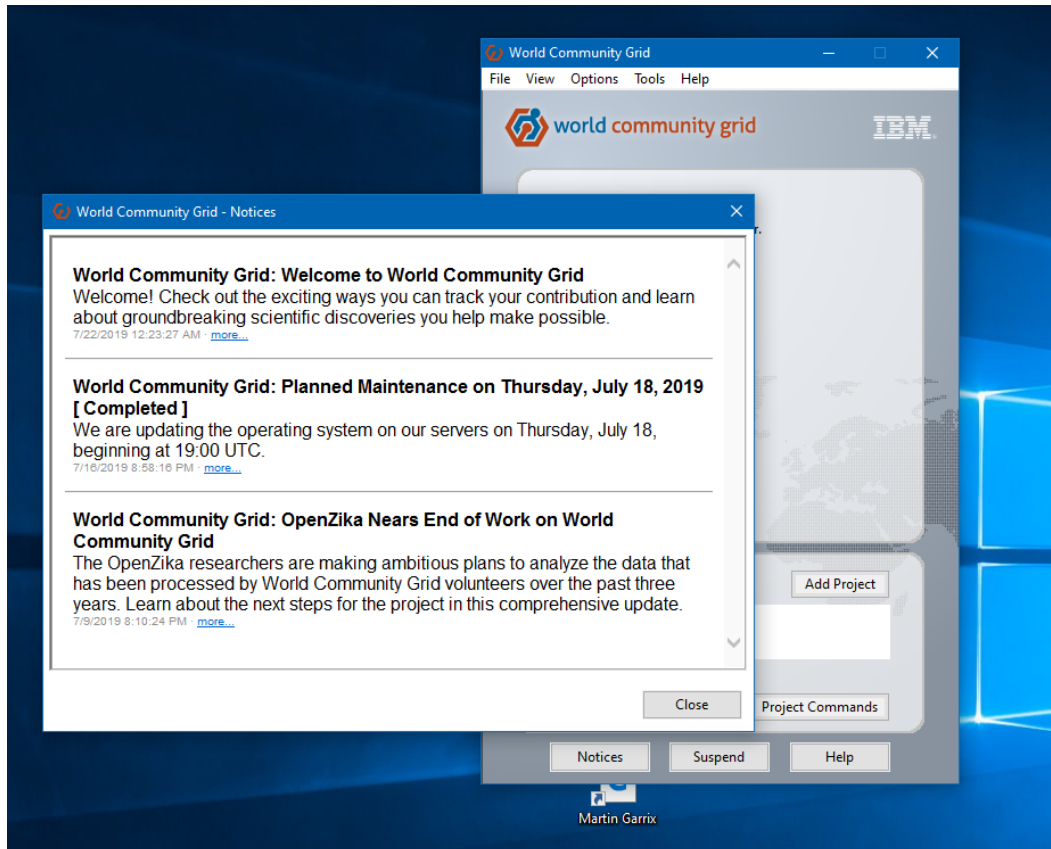 World Community Grid
File View Options Tools Help
world community grid
IBM
World Community Grid - Notices
r.
World Community Grid: Welcome to World Community Grid
Welcome! Check out the exciting ways you can track your contribution and learn
about groundbreaking scientific discoveries you help make possible.
7/22/2019 12:23:27 AM · more...
World Community Grid: Planned Maintenance on Thursday, July 18, 2019
[ Completed ]
We are updating the operating system on our servers on Thursday, July 18,
beginning at 19:00 UTC.
7/16/2019 8:58:16 PM · more...
World Community Grid: OpenZika Nears End of Work on World
Community Grid
The OpenZika researchers are making ambitious plans to analyze the data that
has been processed by World Community Grid volunteers over the past three
years. Learn about the next steps for the project in this comprehensive update.
7/9/2019 8:10:24 PM · more...
Close
Add Project
Project Commands
Notices Suspend Help
Martin Garrix